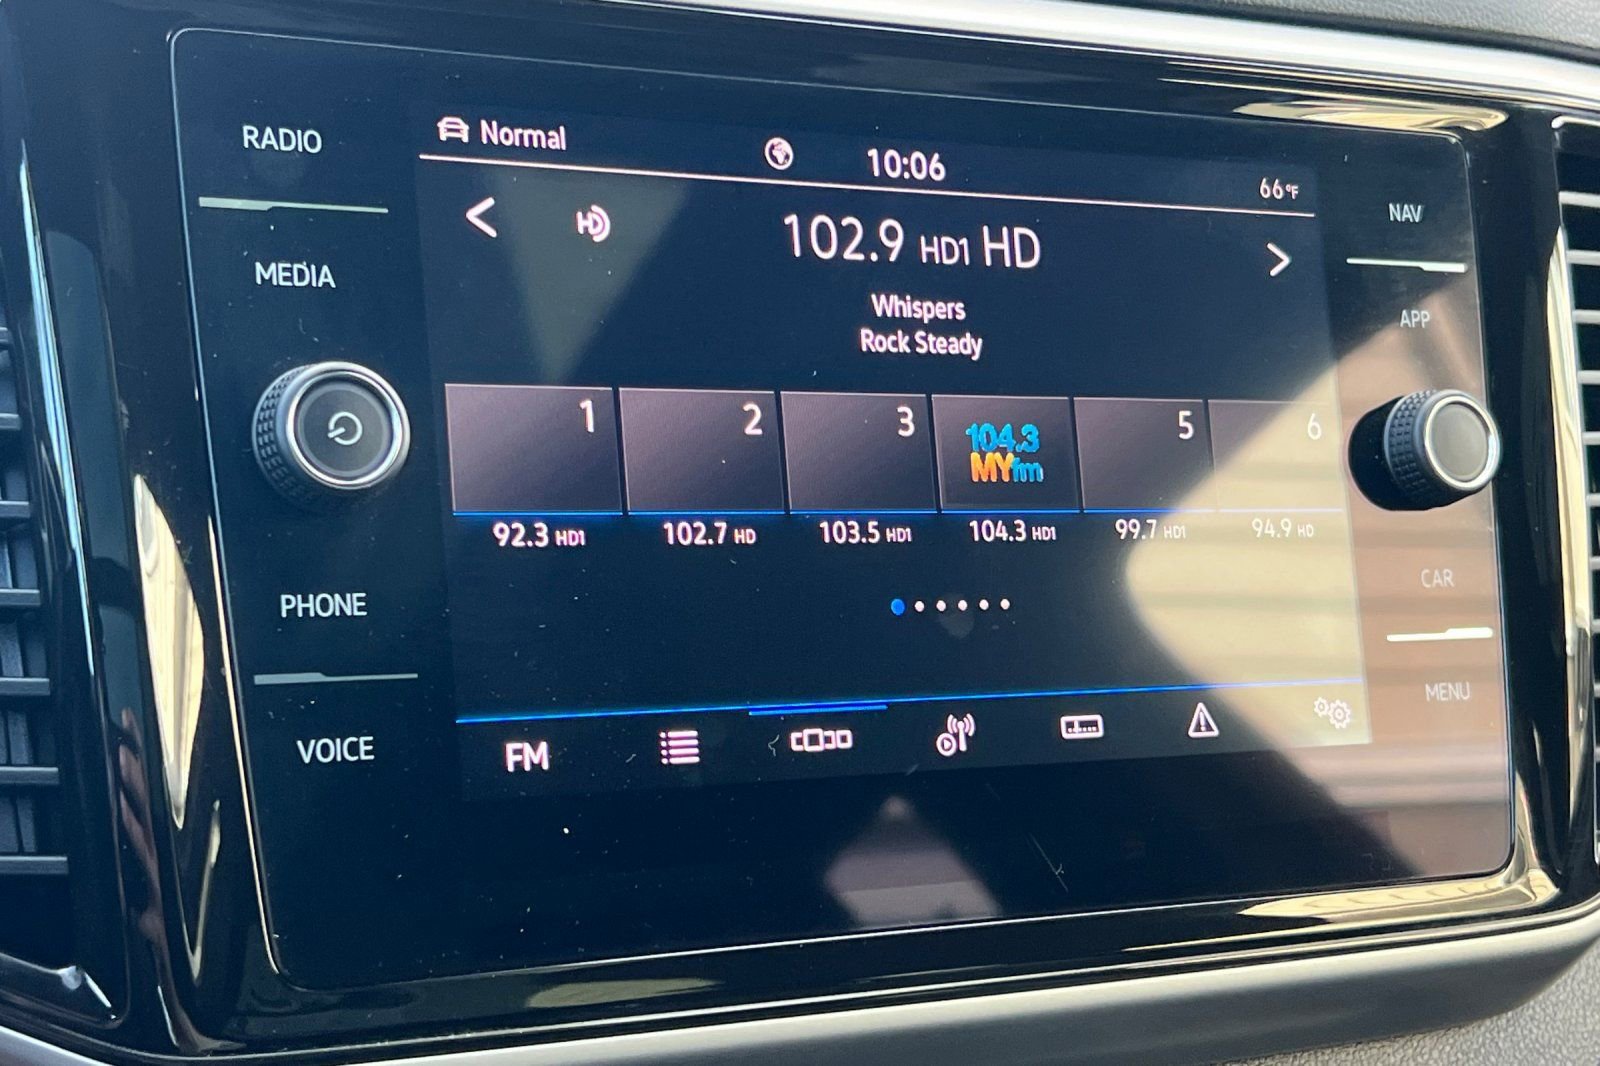 RADIO
MEDIA
PHONE
VOICE
Normal
10:06
66°F
HD
102.9 HD1 HD
Whispers
Rock Steady
1
2
3
104.3
MYfm
5
6
92.3 HD1
102.7 HD
103.5 HD1
104.3 HD1
99.7 HD1
94.9 HD
FM
NAV
APP
CAR
MENU